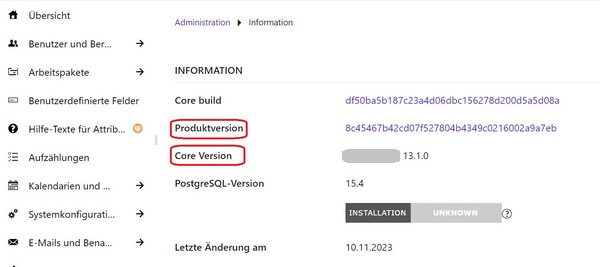 Übersicht
Benutzer und Ber...
Arbeitspakete
Benutzerdefinierte Felder
Hilfe-Texte für Attrib...
Aufzählungen
Kalendarien und ...
Systemkonfigurati...
E-Mails und Bena...
Administration > Information
INFORMATION
Core build df50ba5b187c23a4d06dbc156278d200d5a5d08a
Produktversion 8c45467b42cd07f527804b4349c0216002a9a7eb
Core Version 13.1.0
PostgreSQL-Version 15.4
INSTALLATION UNKNOWN ?
Letzte Änderung am 10.11.2023